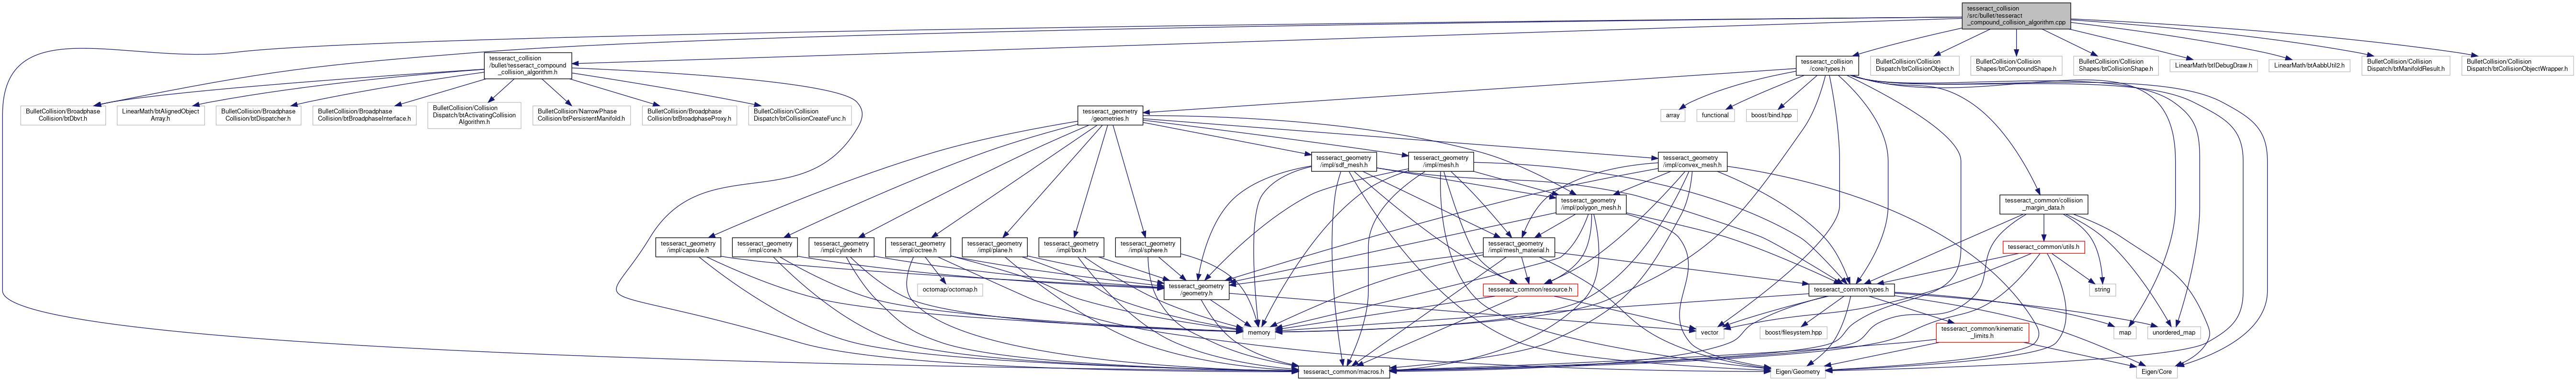 tesseract_collision
/src/bullet/tesseract
_compound_collision_algorithm.cpp
tesseract_collision
/bullet/tesseract_compound
_collision_algorithm.h
tesseract_collision
/core/types.h
BulletCollision/Collision
Dispatch/btCollisionObject.h
BulletCollision/Collision
Shapes/btCompoundShape.h
BulletCollision/Collision
Shapes/btCollisionShape.h
LinearMath/btIDebugDraw.h
LinearMath/btAabbUtil2.h
BulletCollision/Collision
Dispatch/btManifoldResult.h
BulletCollision/Collision
Dispatch/btCollisionObjectWrapper.h
BulletCollision/Broadphase
Collision/btDbvt.h
LinearMath/btAlignedObject
Array.h
BulletCollision/Broadphase
Collision/btDispatcher.h
BulletCollision/Broadphase
Collision/btBroadphaseInterface.h
BulletCollision/Collision
Dispatch/btActivatingCollision
Algorithm.h
BulletCollision/NarrowPhase
Collision/btPersistentManifold.h
BulletCollision/Broadphase
Collision/btBroadphaseProxy.h
BulletCollision/Collision
Dispatch/btCollisionCreateFunc.h
tesseract_geometry
/geometries.h
array
functional
boost/bind.hpp
tesseract_geometry
/impl/sdf_mesh.h
tesseract_geometry
/impl/mesh.h
tesseract_geometry
/impl/convex_mesh.h
tesseract_geometry
/impl/polygon_mesh.h
tesseract_common/collision
_margin_data.h
tesseract_geometry
/impl/capsule.h
tesseract_geometry
/impl/cone.h
tesseract_geometry
/impl/cylinder.h
tesseract_geometry
/impl/octree.h
tesseract_geometry
/impl/plane.h
tesseract_geometry
/impl/box.h
tesseract_geometry
/impl/sphere.h
tesseract_geometry
/impl/mesh_material.h
tesseract_common/utils.h
octomap/octomap.h
tesseract_geometry
/geometry.h
tesseract_common/resource.h
tesseract_common/types.h
string
memory
vector
boost/filesystem.hpp
tesseract_common/kinematic
_limits.h
map
unordered_map
tesseract_common/macros.h
Eigen/Geometry
Eigen/Core